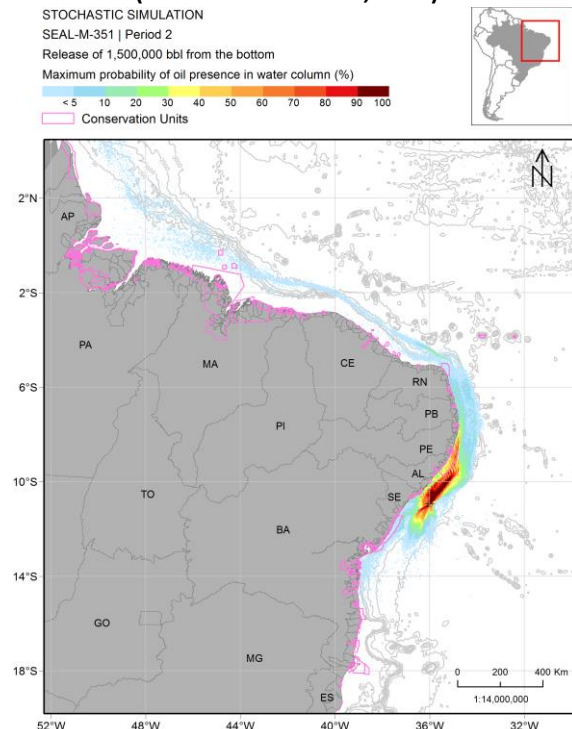 STOCHASTIC SIMULATION
SEAL-M-351 | Period 2
Release of 1,500,000 bbl from the bottom
Maximum probability of oil presence in water column (%)
< 5 10 20 30 40 50 60 70 80 90 100
Conservation Units
N
2°N
AP
2°S
PA
MA
CE
6°S
RN
PB
PI
PE
10°S
AL
TO
SE
BA
14°S
GO
MG
18°S
0 200 400 Km
1:14,000,000
ES
52°W 48°W 44°W 40°W 36°W 32°W